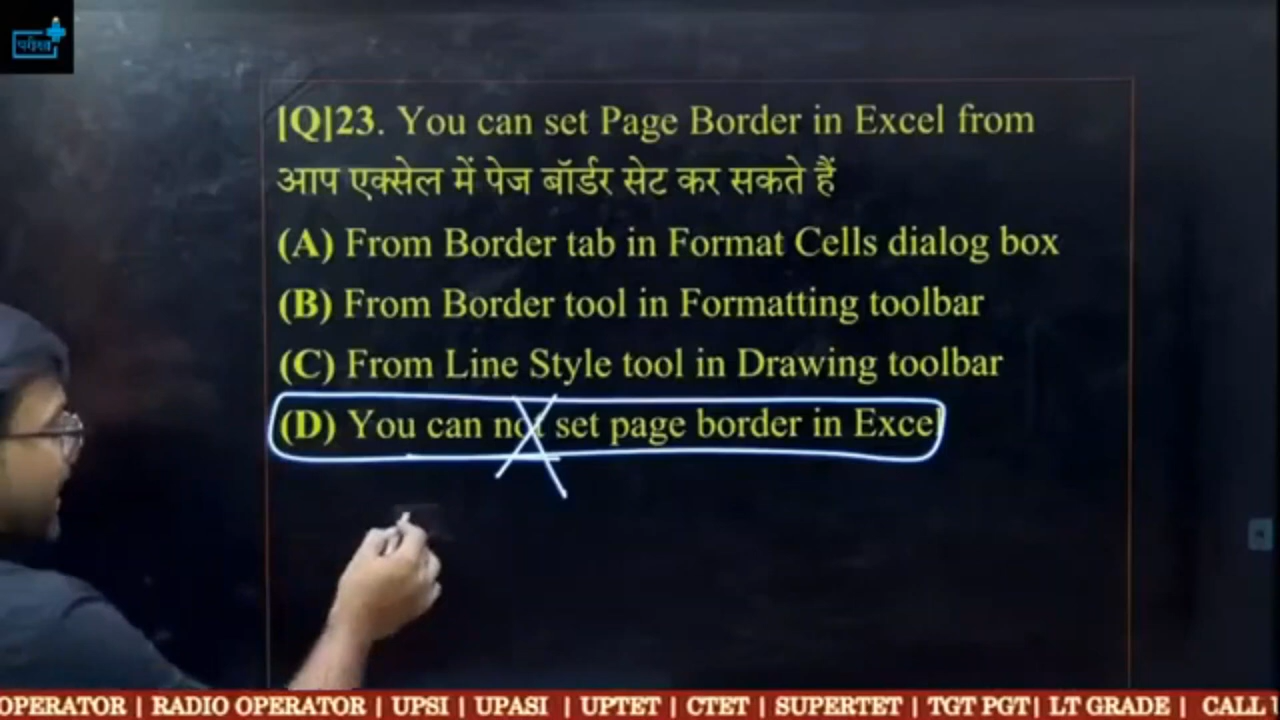 परीक्षा
[Q]23. You can set Page Border in Excel from
आप एक्सेल में पेज बॉर्डर सेट कर सकते हैं
(A) From Border tab in Format Cells dialog box
(B) From Border tool in Formatting toolbar
(C) From Line Style tool in Drawing toolbar
(D) You can not set page border in Excel
OPERATOR | RADIO OPERATOR | UPSI | UPASI | UPTET | CTET | SUPERTET | TGT PGT| LT GRADE | CALL